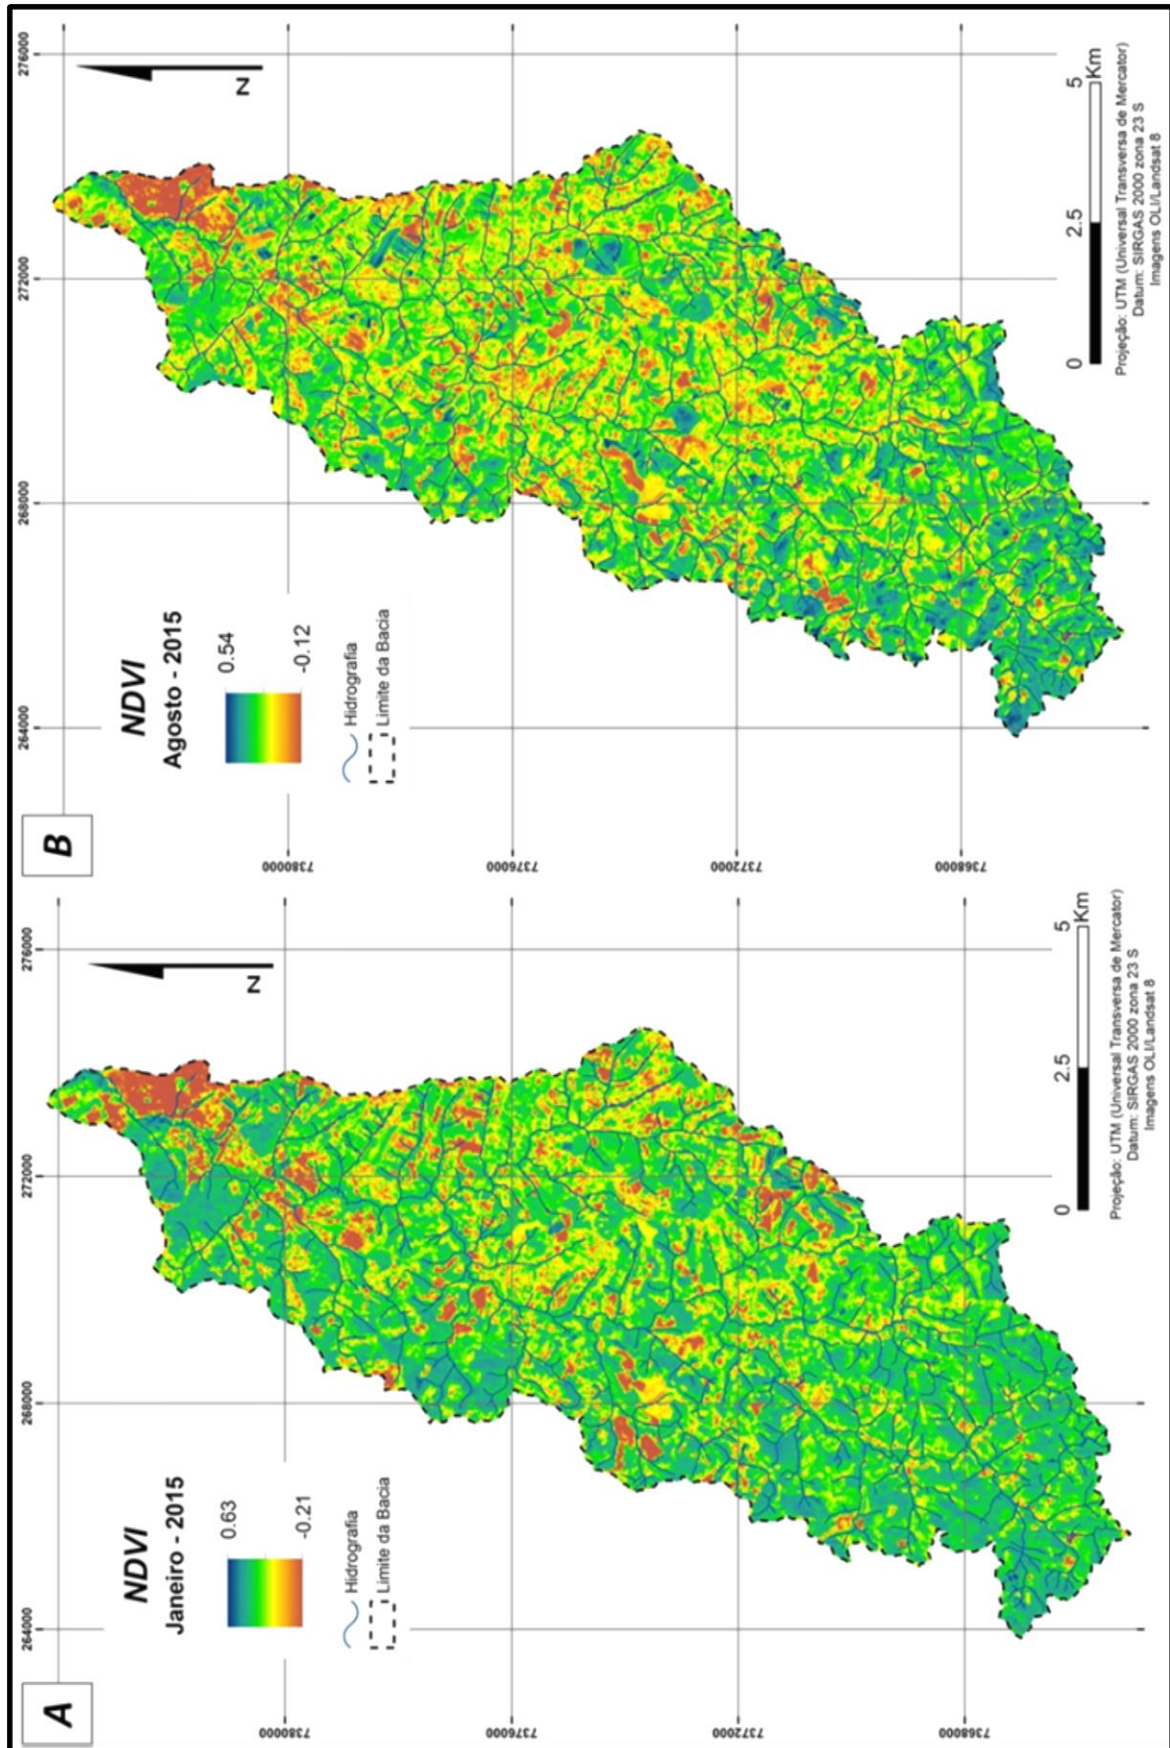 A
NDVI
Janeiro - 2015
0.63
-0.21
Hidrografia
Limite da Bacia
264000
268000
272000
276000
7380000
7376000
7372000
7368000
N
0 2.5 5 Km
Projeção: UTM (Universal Transversa de Mercator)
Datum: SIRGAS 2000 zona 23 S
Imagens OLI/Landsat 8
B
NDVI
Agosto - 2015
0.54
-0.12
Hidrografia
Limite da Bacia
264000
268000
272000
276000
7380000
7376000
7372000
7368000
N
0 2.5 5 Km
Projeção: UTM (Universal Transversa de Mercator)
Datum: SIRGAS 2000 zona 23 S
Imagens OLI/Landsat 8